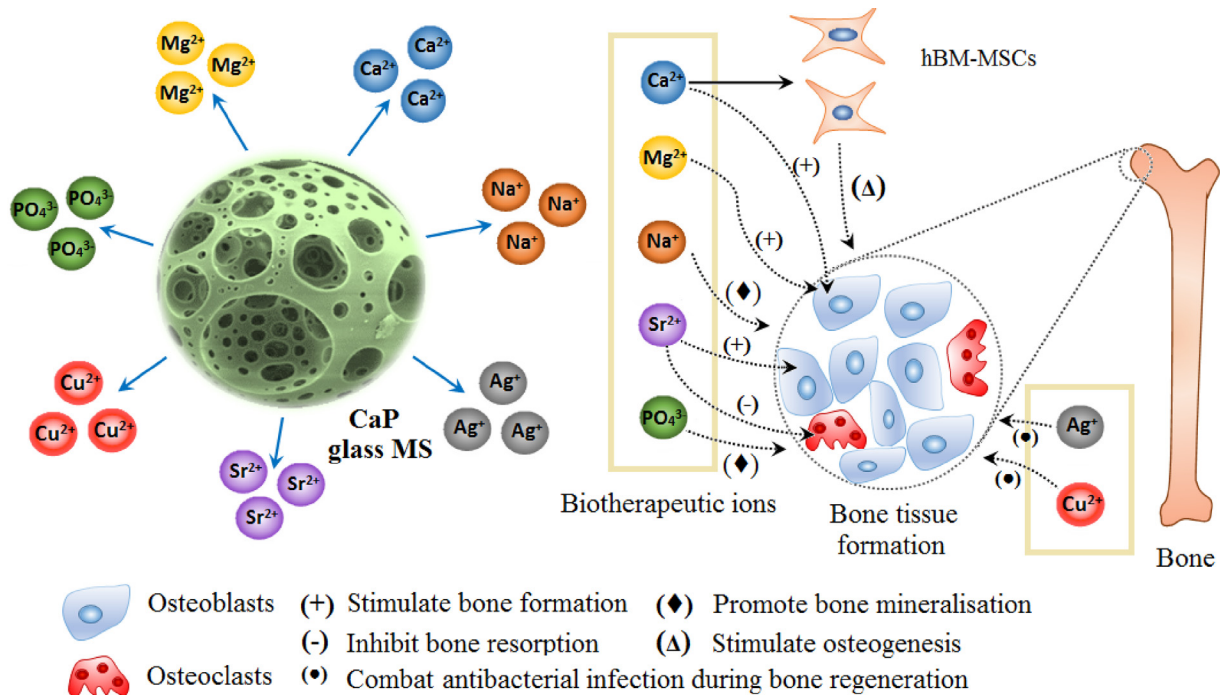 Mg²⁺
Mg²⁺
Mg²⁺
Ca²⁺
Ca²⁺
Ca²⁺
PO₄³⁻
PO₄³⁻
PO₄³⁻
Na⁺
Na⁺
Na⁺
Cu²⁺
Cu²⁺
Cu²⁺
Sr²⁺
Sr²⁺
Sr²⁺
Ag⁺
Ag⁺
Ag⁺
CaP
glass MS
Ca²⁺
Mg²⁺
Na⁺
Sr²⁺
PO₄³⁻
Biotherapeutic ions
hBM-MSCs
(+)
(Δ)
(+)
(♦)
(+)
(-)
(♦)
Bone tissue
formation
Ag⁺
(•)
Cu²⁺
(•)
Bone
Osteoblasts (+) Stimulate bone formation (♦) Promote bone mineralisation
(-) Inhibit bone resorption (Δ) Stimulate osteogenesis
Osteoclasts (•) Combat antibacterial infection during bone regeneration